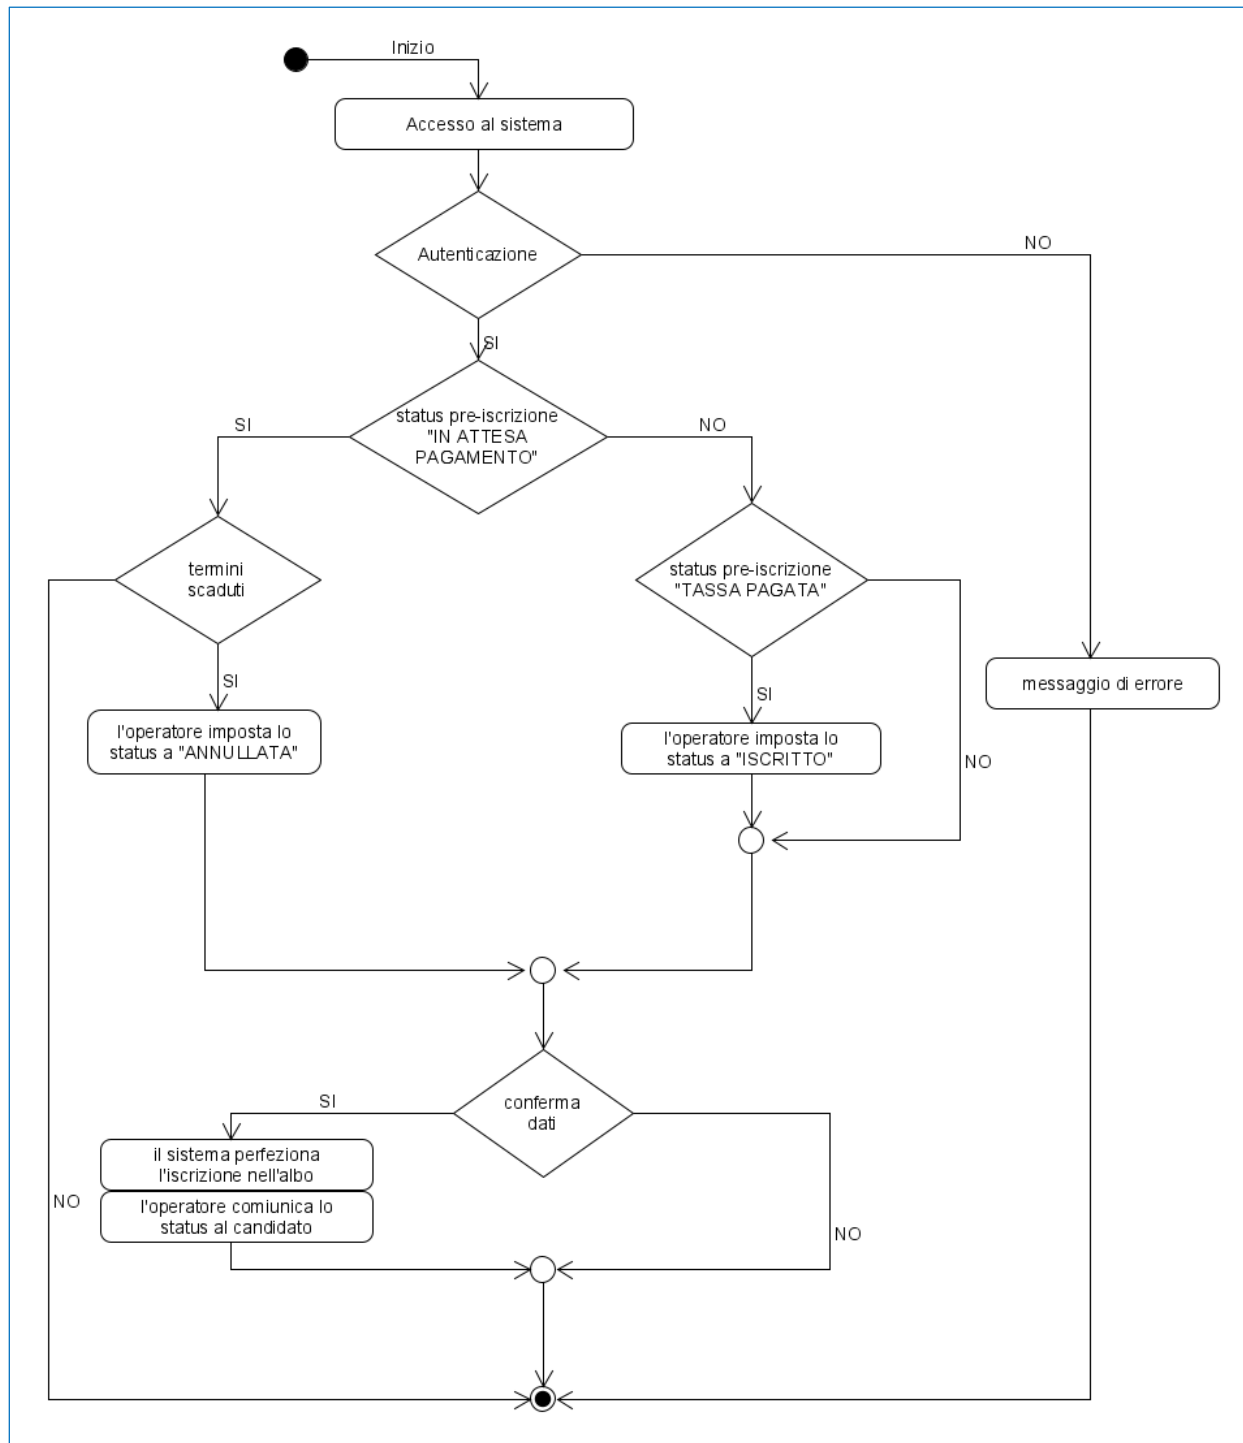 Inizio
Accesso al sistema
Autenticazione
NO
SI
status pre-iscrizione
"IN ATTESA
PAGAMENTO"
SI
NO
termini
scaduti
status pre-iscrizione
"TASSA PAGATA"
SI
SI
messaggio di errore
l'operatore imposta lo
status a "ANNULLATA"
l'operatore imposta lo
status a "ISCRITTO"
NO
conferma
dati
SI
il sistema perfeziona
l'iscrizione nell'albo
l'operatore comiunica lo
status al candidato
NO
NO